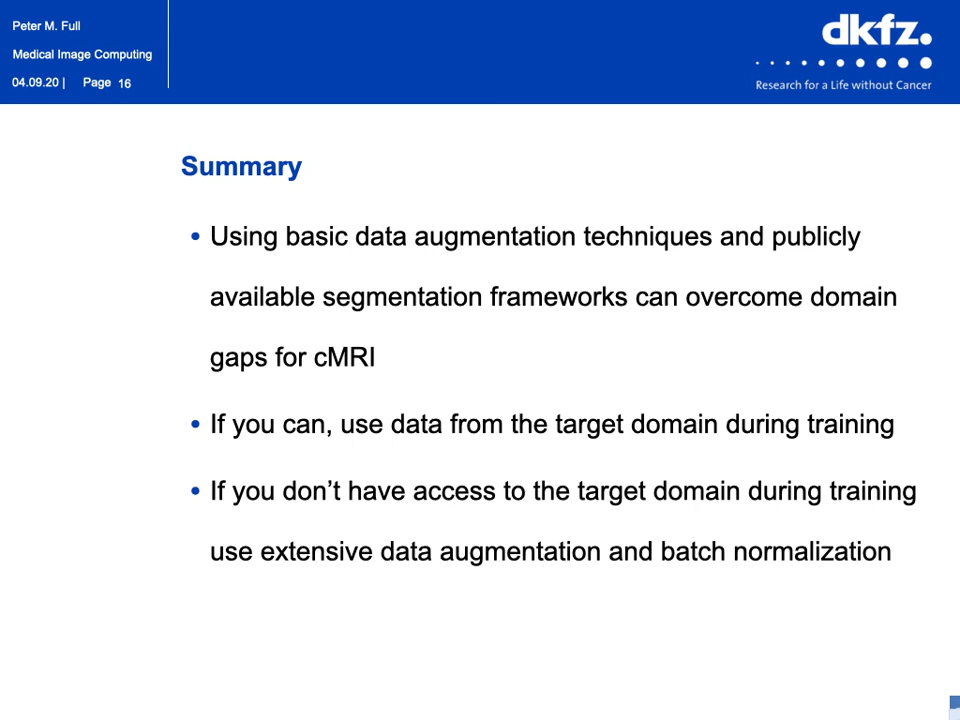 Peter M. Full
Medical Image Computing
04.09.20 | Page 16
dkfz.
Research for a Life without Cancer
Summary
• Using basic data augmentation techniques and publicly
available segmentation frameworks can overcome domain
gaps for cMRI
• If you can, use data from the target domain during training
• If you don’t have access to the target domain during training
use extensive data augmentation and batch normalization